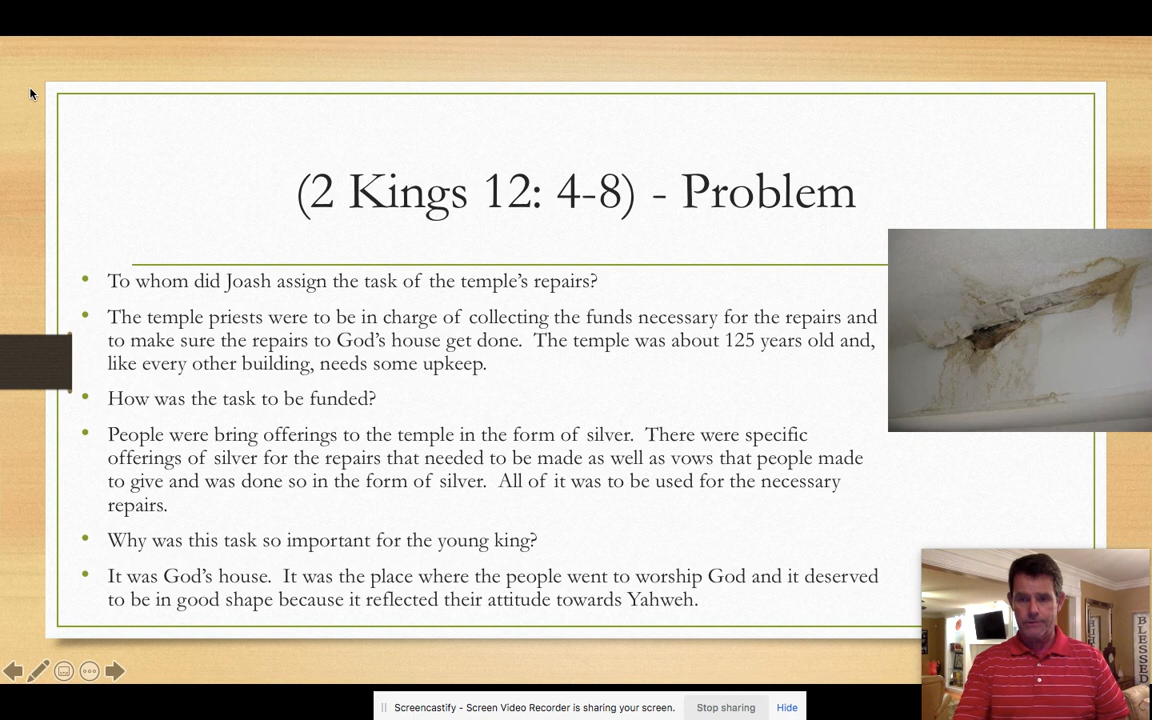 (2 Kings 12: 4-8) - Problem
To whom did Joash assign the task of the temple's repairs?
The temple priests were to be in charge of collecting the funds necessary for the repairs and
to make sure the repairs to God's house get done.  The temple was about 125 years old and,
like every other building, needs some upkeep.
How was the task to be funded?
People were bring offerings to the temple in the form of silver.  There were specific
offerings of silver for the repairs that needed to be made as well as vows that people made
to give and was done so in the form of silver.  All of it was to be used for the necessary
repairs.
Why was this task so important for the young king?
It was God's house.  It was the place where the people went to worship God and it deserved
to be in good shape because it reflected their attitude towards Yahweh.
BLESSED
Screencastify - Screen Video Recorder is sharing your screen.
Stop sharing
Hide